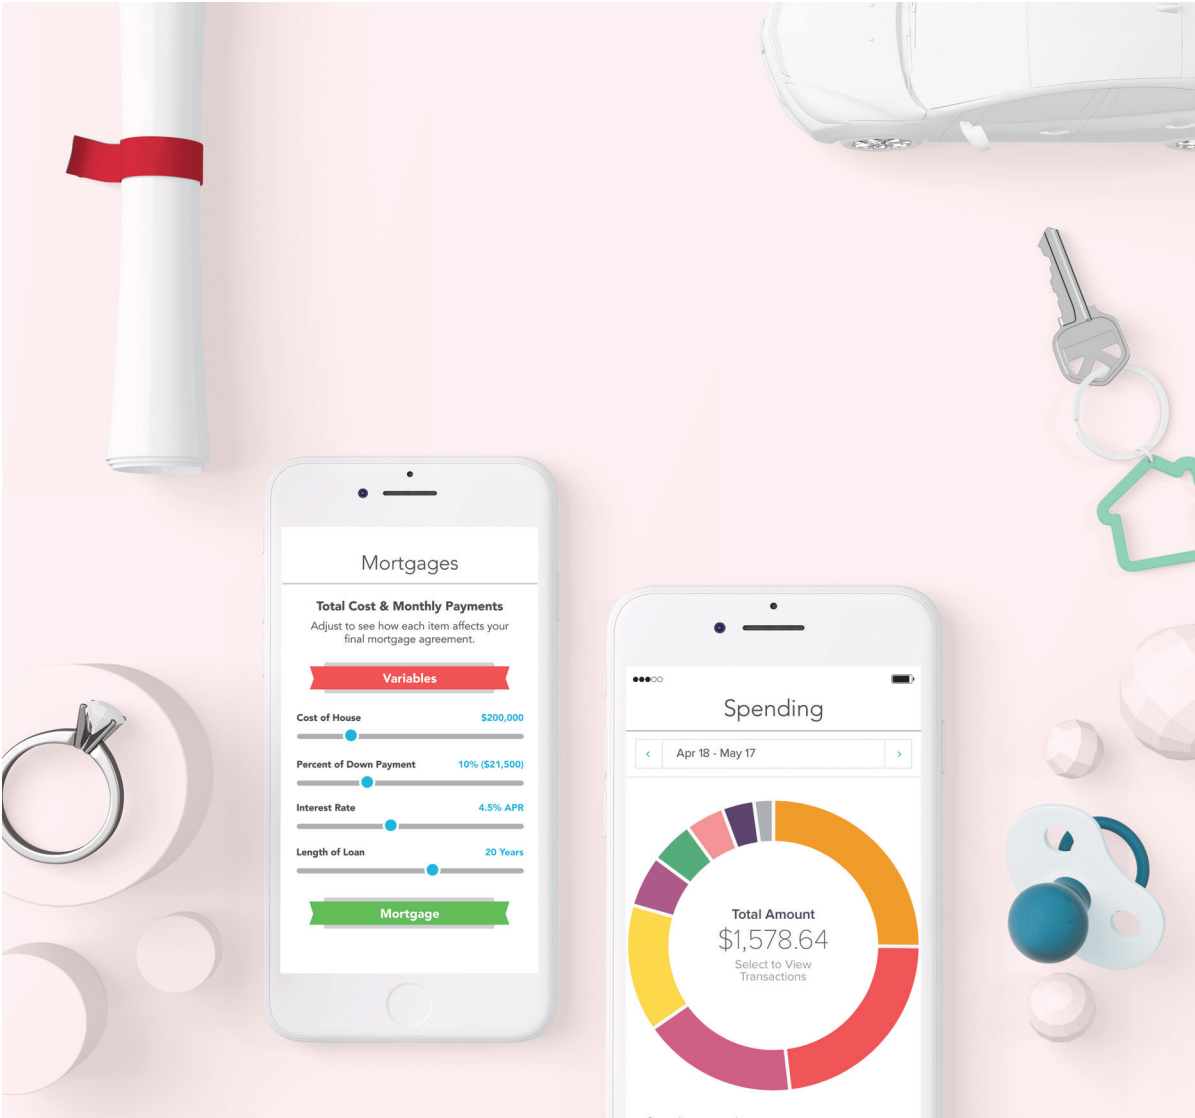 Mortgages
Total Cost & Monthly Payments
Adjust to see how each item affects your
final mortgage agreement.
Variables
Cost of House $200,000
Percent of Down Payment 10% ($21,500)
Interest Rate 4.5% APR
Length of Loan 20 Years
Mortgage
Spending
Apr 18 - May 17
Total Amount
$1,578.64
Select to View
Transactions